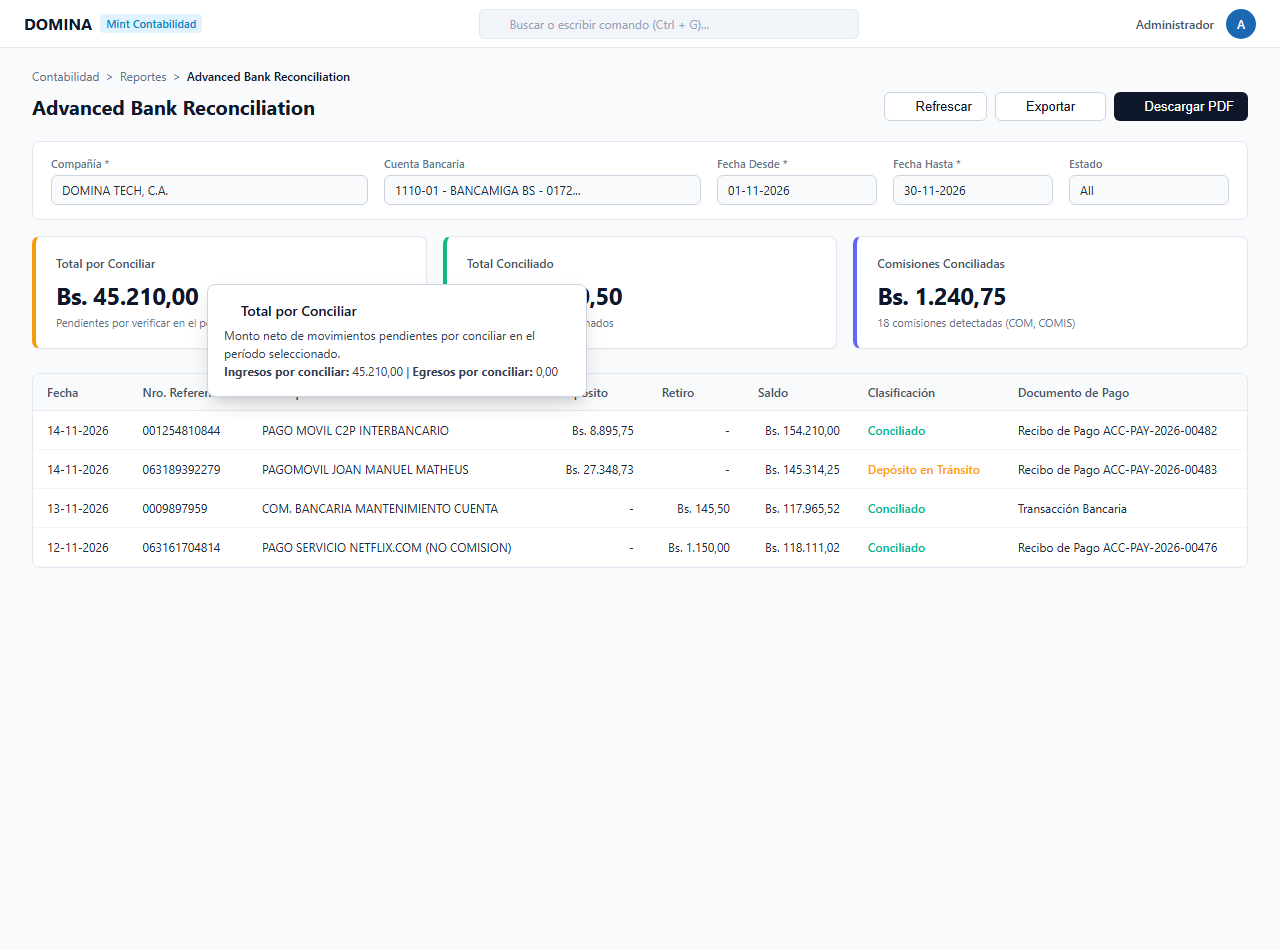 DOMINA Mint Contabilidad Buscar o escribir comando (Ctrl + G)... Administrador A
Contabilidad > Reportes > Advanced Bank Reconciliation
Advanced Bank Reconciliation Refrescar Exportar Descargar PDF
Compañía * Cuenta Bancaria Fecha Desde * Fecha Hasta * Estado
DOMINA TECH, C.A. 1110-01 - BANCAMIGA BS - 0172... 01-11-2026 30-11-2026 All
Total por Conciliar Total Conciliado Comisiones Conciliadas
Bs. 45.210,00 ,50 Bs. 1.240,75
Pendientes por verificar en el 18 comisiones detectadas (COM, COMIS)
Total por Conciliar
Monto neto de movimientos pendientes por conciliar en el
período seleccionado.
Ingresos por conciliar: 45.210,00 | Egresos por conciliar: 0,00
Fecha Nro. Retiro Saldo Clasificación Documento de Pago
14-11-2026 001254810844 PAGO MOVIL C2P INTERBANCARIO Bs. 8.895,75 - Bs. 154.210,00 Conciliado Recibo de Pago ACC-PAY-2026-00482
14-11-2026 063189392279 PAGOMOVIL JOAN MANUEL MATHEUS Bs. 27.348,73 - Bs. 145.314,25 Depósito en Tránsito Recibo de Pago ACC-PAY-2026-00483
13-11-2026 0009897959 COM. BANCARIA MANTENIMIENTO CUENTA - Bs. 145,50 Bs. 117.965,52 Conciliado Transacción Bancaria
12-11-2026 063161704814 PAGO SERVICIO NETFLIX.COM (NO COMISION) - Bs. 1.150,00 Bs. 118.111,02 Conciliado Recibo de Pago ACC-PAY-2026-00476